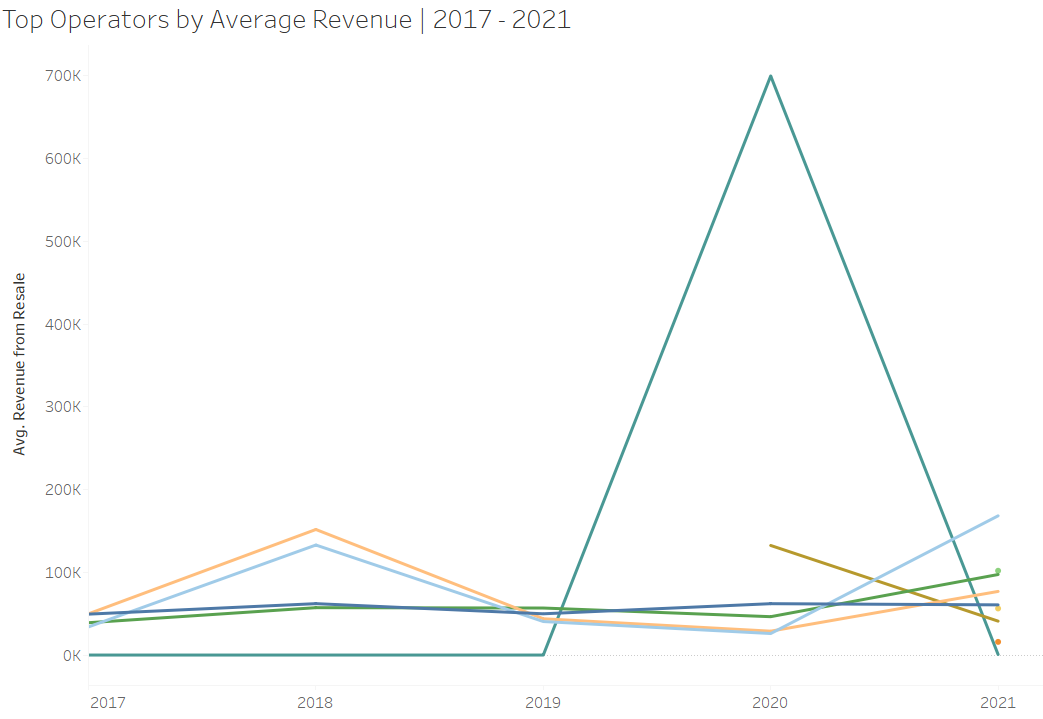 Top Operators by Average Revenue | 2017 - 2021
Avg. Revenue from Resale
700K
600K
500K
400K
300K
200K
100K
0K
2017 2018 2019 2020 2021